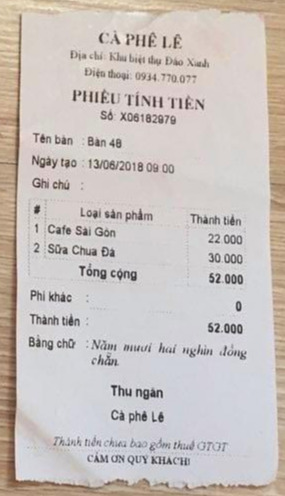 CÀ PHÊ LÊ
Địa chỉ: Khu biệt thự Đảo Xanh
Điện thoại: 0934.770.077
PHIẾU TÍNH TIỀN
Số: X06182979
Tên bàn : Bàn 48
Ngày tạo : 13/06/2018 09:00
Ghi chú :
# Loại sản phẩm Thành tiền
1 Cafe Sài Gòn 22.000
2 Sữa Chua Đá 30.000
Tổng cộng 52.000
Phí khác : 0
Thành tiền : 52.000
Bằng chữ : Năm mươi hai nghìn đồng
chẵn.
Thu ngân
Cà phê Lê
Thành tiền chưa bao gồm thuế GTGT
CẢM ƠN QUÝ KHÁCH!